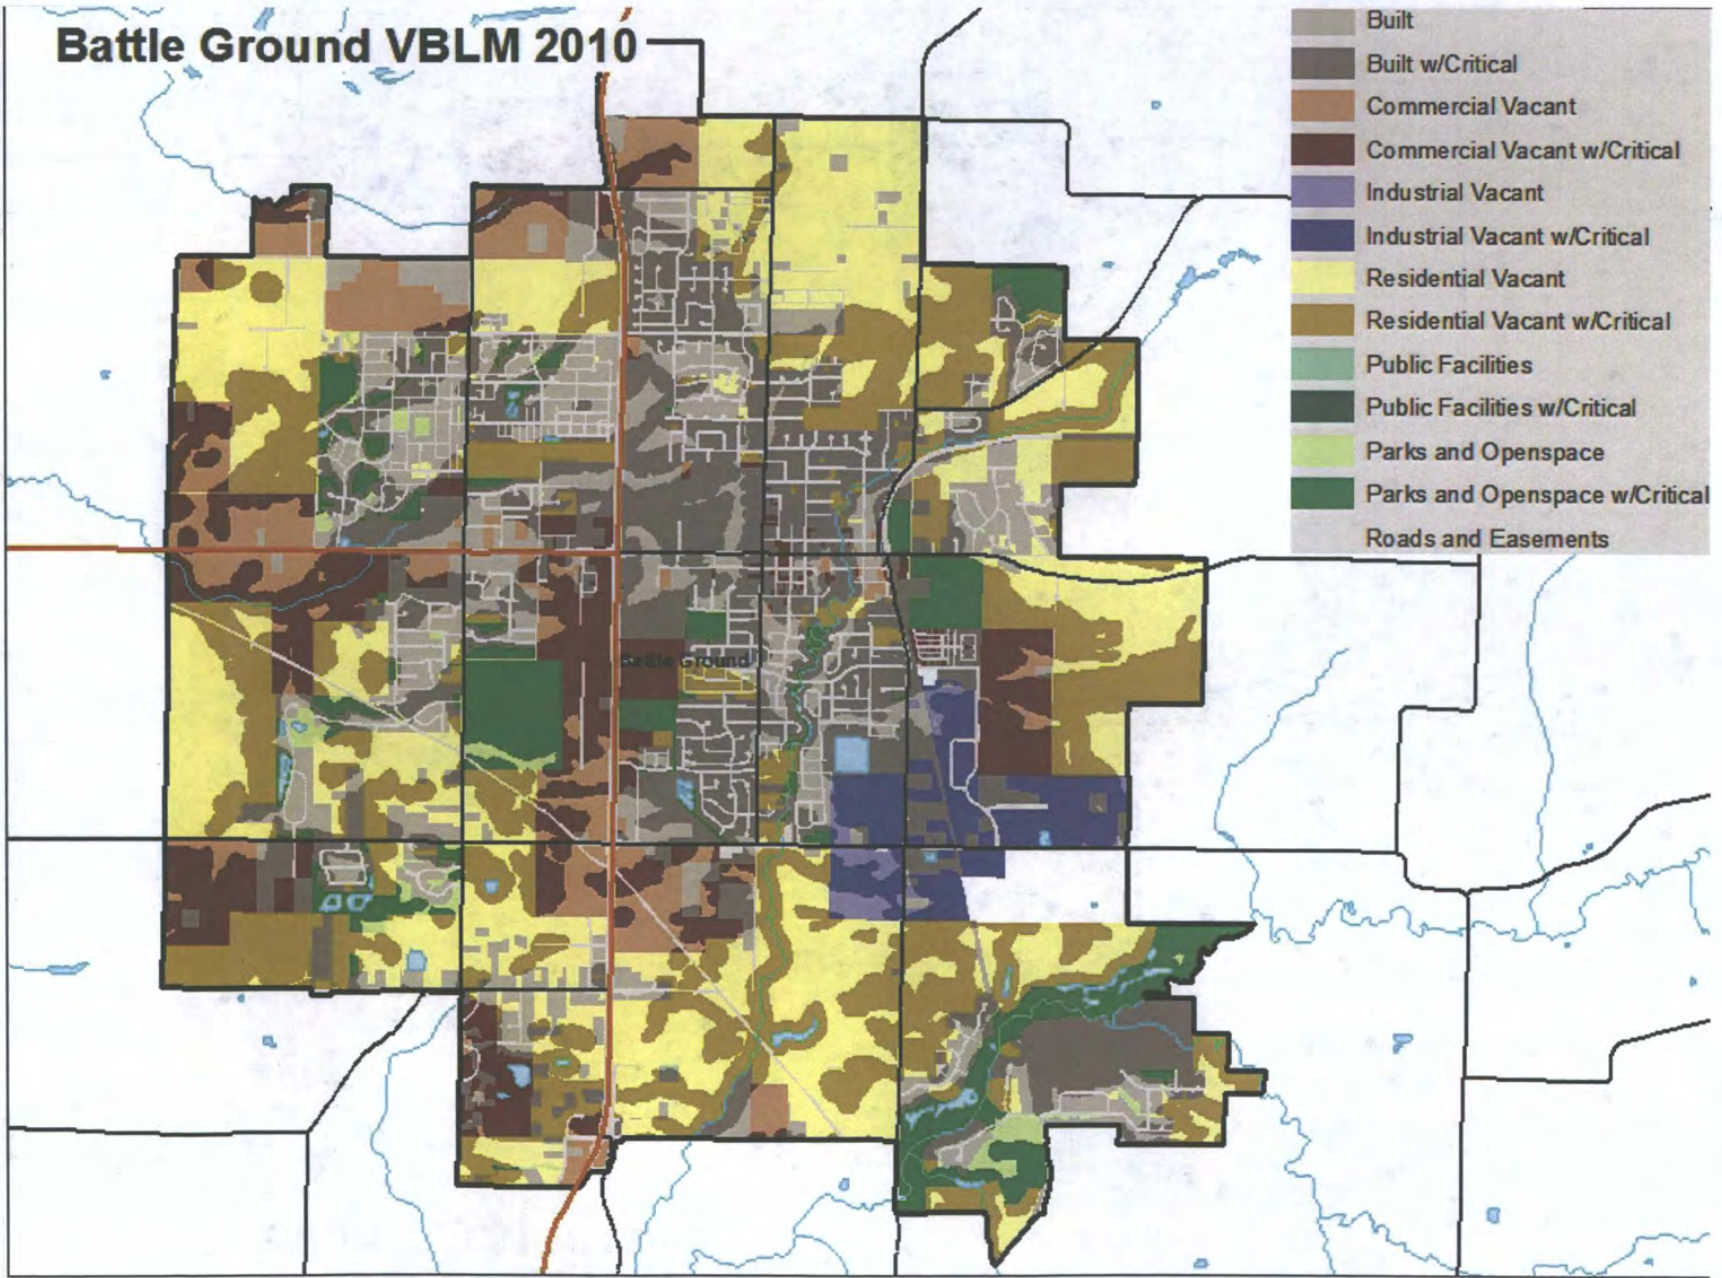 Battle Ground VBLM 2010
Built
Built w/Critical
Commercial Vacant
Commercial Vacant w/Critical
Industrial Vacant
Industrial Vacant w/Critical
Residential Vacant
Residential Vacant w/Critical
Public Facilities
Public Facilities w/Critical
Parks and Openspace
Parks and Openspace w/Critical
Roads and Easements
Battle Ground